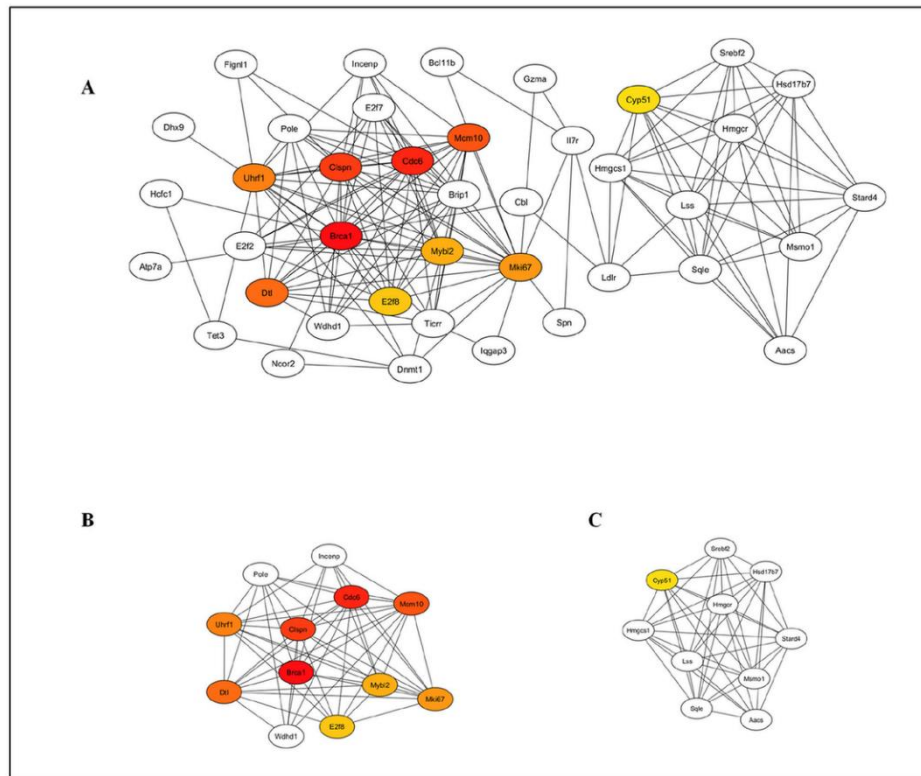 A
Fignl1
Incenp
Bcl11b
Gzma
Srebf2
Hsd17b7
Cyp51
E2f7
Dhx9
Pole
Mcm10
Il7r
Hmgcr
Clspn
Cdc6
Uhrf1
Hmgcs1
Hcfc1
Brip1
Cbl
Lss
Stard4
Brca1
E2f2
Mybl2
Msmo1
Atp7a
Mki67
Ldlr
Sqle
Dtl
E2f8
Wdhd1
Ticrr
Spn
Tet3
Iqgap3
Aacs
Ncor2
Dnmt1
B
C
Incenp
Srebf2
Pole
Cyp51
Hsd17b7
Cdc6
Mcm10
Hmgcr
Uhrf1
Clspn
Hmgcs1
Stard4
Lss
Brca1
Mybl2
Msmo1
Dtl
Mki67
Sqle
E2f8
Aacs
Wdhd1